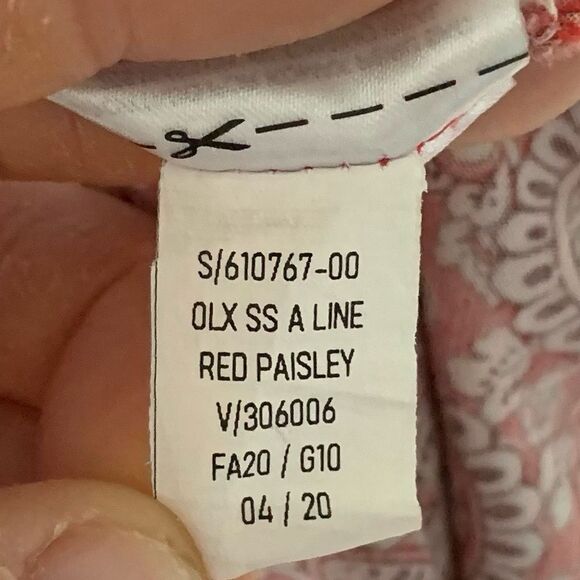 S/610767-00
OLX SS A LINE
RED PAISLEY
V/306006
FA20 / G10
04 / 20